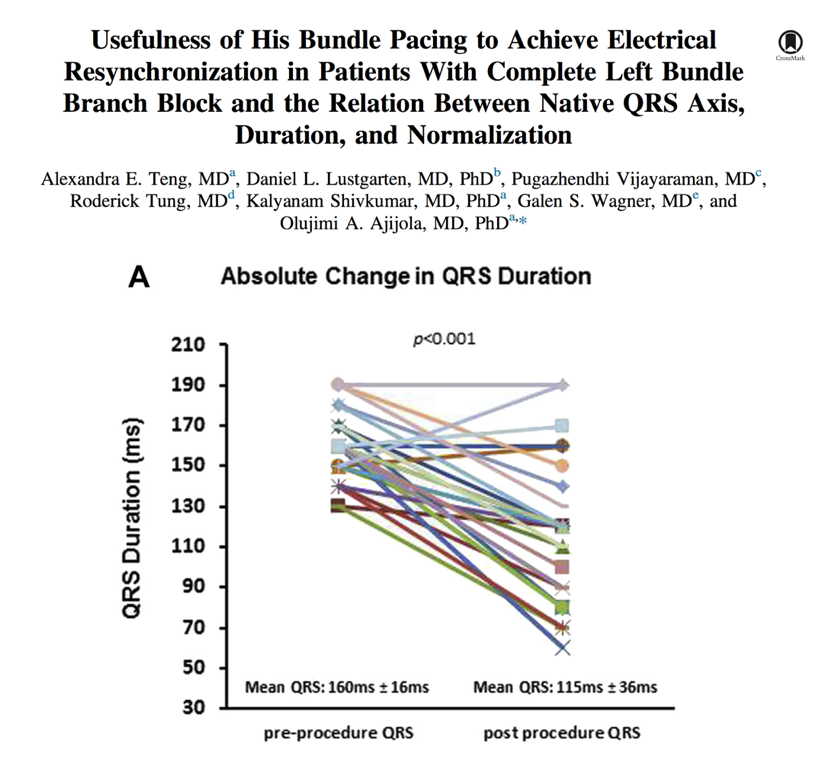 CrossMark
Usefulness of His Bundle Pacing to Achieve Electrical
Resynchronization in Patients With Complete Left Bundle
Branch Block and the Relation Between Native QRS Axis,
Duration, and Normalization
Alexandra E. Teng, MDa, Daniel L. Lustgarten, MD, PhDb, Pugazhendhi Vijayaraman, MDc,
Roderick Tung, MDd, Kalyanam Shivkumar, MD, PhDa, Galen S. Wagner, MDe, and
Olujimi A. Ajijola, MD, PhDa,*
A Absolute Change in QRS Duration
p<0.001
QRS Duration (ms)
210
190
170
150
130
110
90
70
50
30
Mean QRS: 160ms ± 16ms Mean QRS: 115ms ± 36ms
pre-procedure QRS post procedure QRS